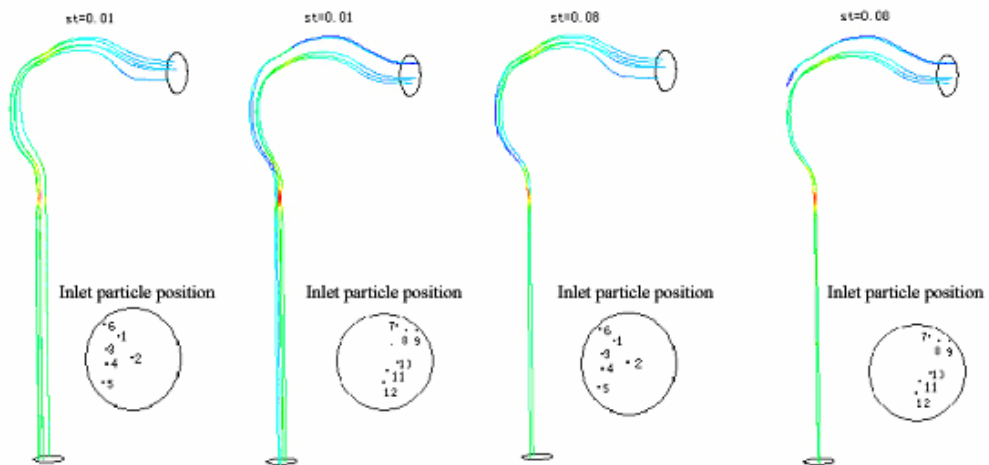 st=0.01
st=0.01
st=0.08
st=0.08
Inlet particle position
Inlet particle position
Inlet particle position
Inlet particle position
6
1
3
2
4
5
7
8 9
13
11
12
6
1
3
2
4
5
7
8 9
13
11
12